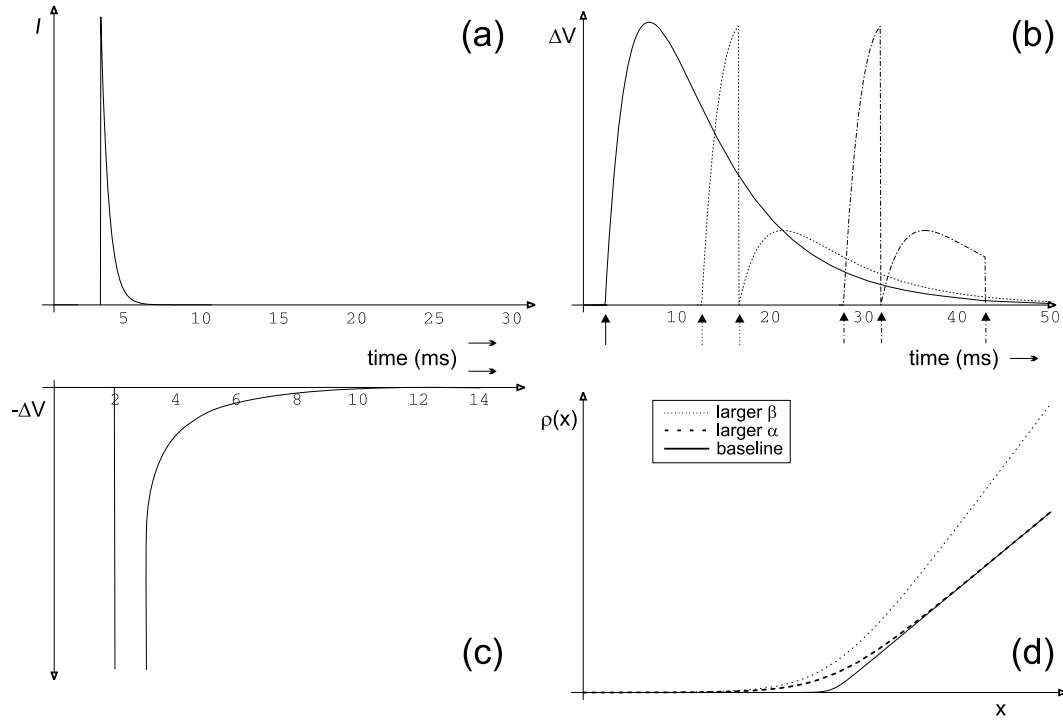 I
(a)
5 10 15 20 25 30
time (ms)
ΔV
(b)
10 20 30 40 50
time (ms)
-ΔV
2 4 6 8 10 12 14
(c)
ρ(x)
larger β
larger α
baseline
(d)
x